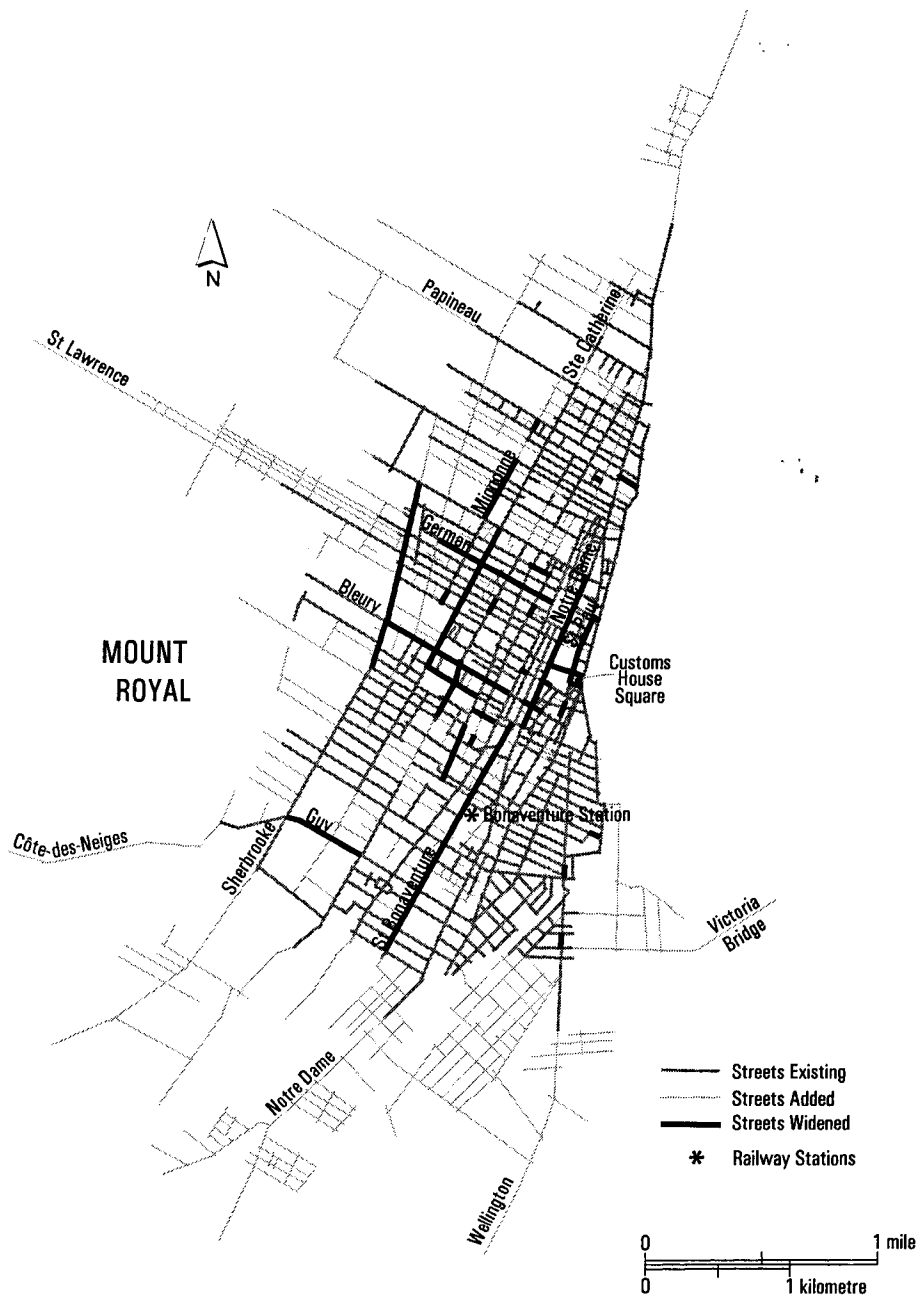 N
Papineau
Ste Catherine
St Lawrence
Mignonne
German
Notre Dame
St Paul
Bleury
MOUNT
ROYAL
Customs
House
Square
Bonaventure Station
Guy
Côte-des-Neiges
Sherbrooke
St Bonaventure
Victoria
Bridge
Notre Dame
Wellington
Streets Existing
Streets Added
Streets Widened
Railway Stations
0 1 mile
0 1 kilometre